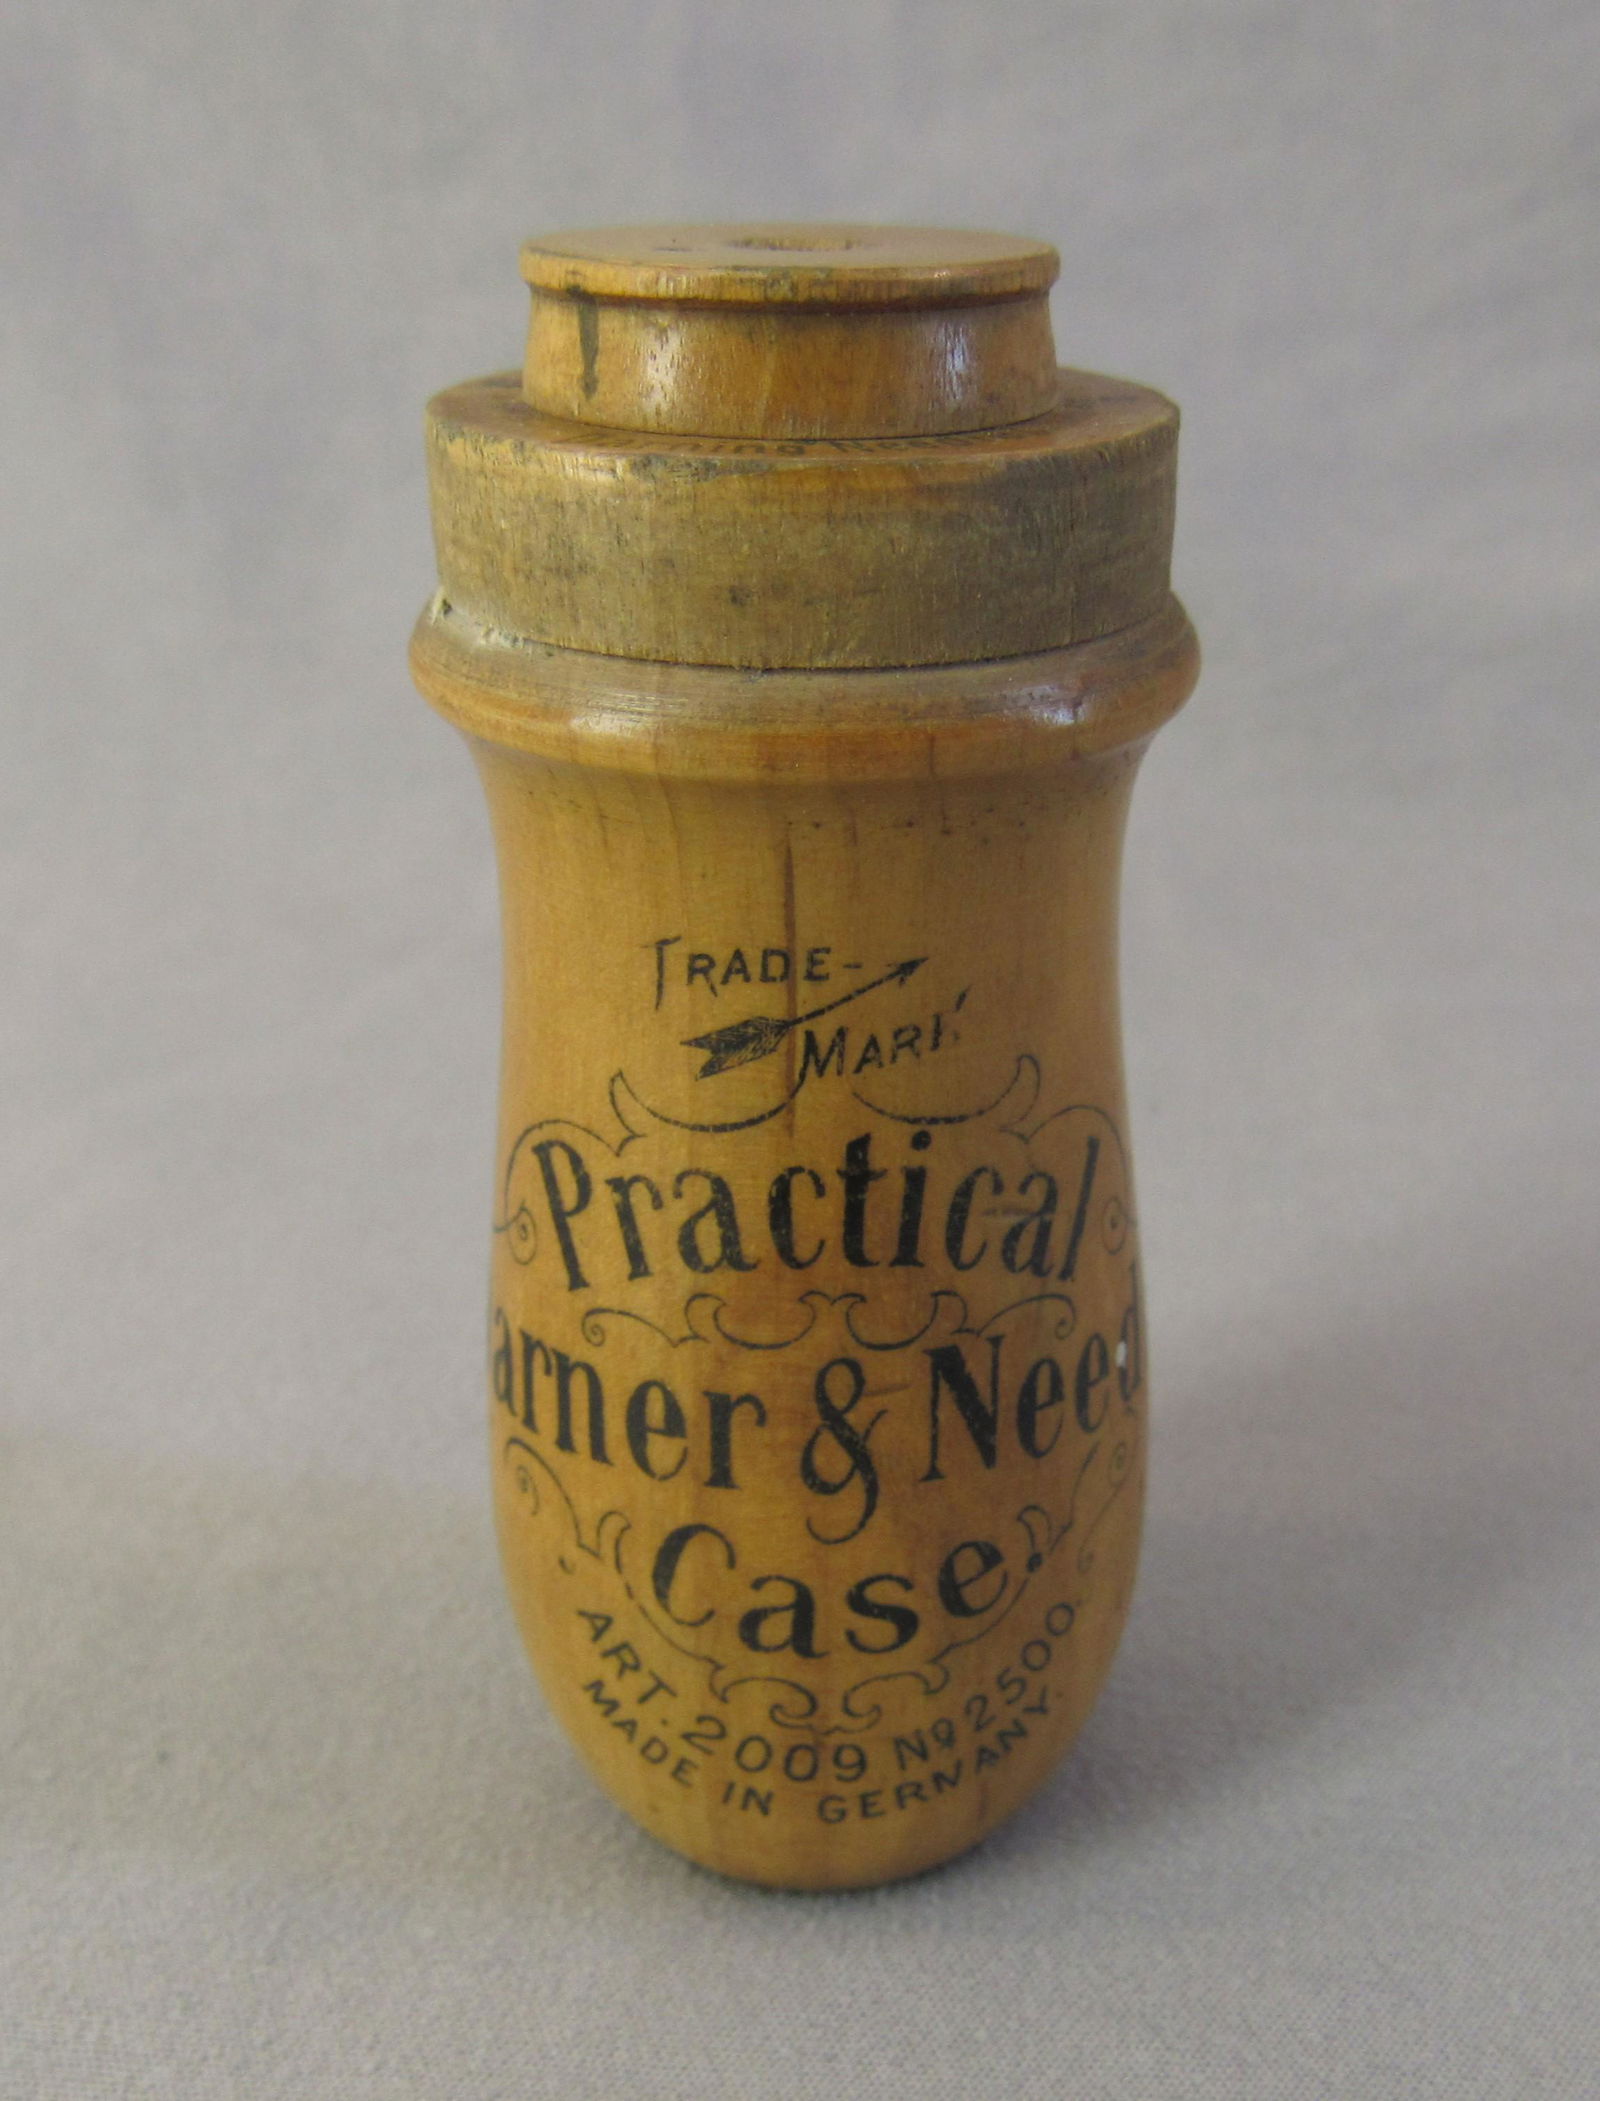 TRADE-
MARK
Practical
arner & Need
Case.
ART. 2009 No 2500.
MADE IN GERMANY.